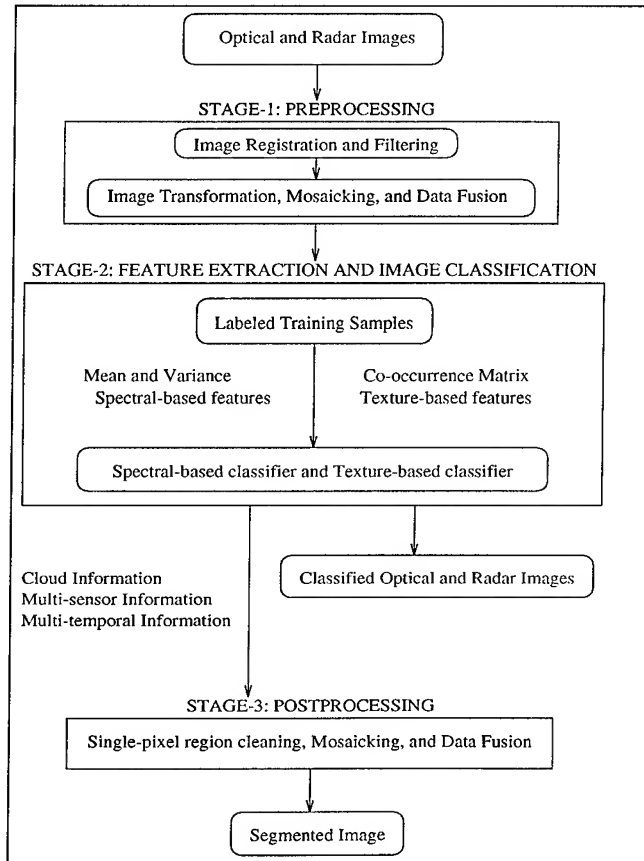 Optical and Radar Images
STAGE-1: PREPROCESSING
Image Registration and Filtering
Image Transformation, Mosaicking, and Data Fusion
STAGE-2: FEATURE EXTRACTION AND IMAGE CLASSIFICATION
Labeled Training Samples
Mean and Variance
Spectral-based features
Co-occurrence Matrix
Texture-based features
Spectral-based classifier and Texture-based classifier
Cloud Information
Multi-sensor Information
Multi-temporal Information
Classified Optical and Radar Images
STAGE-3: POSTPROCESSING
Single-pixel region cleaning, Mosaicking, and Data Fusion
Segmented Image